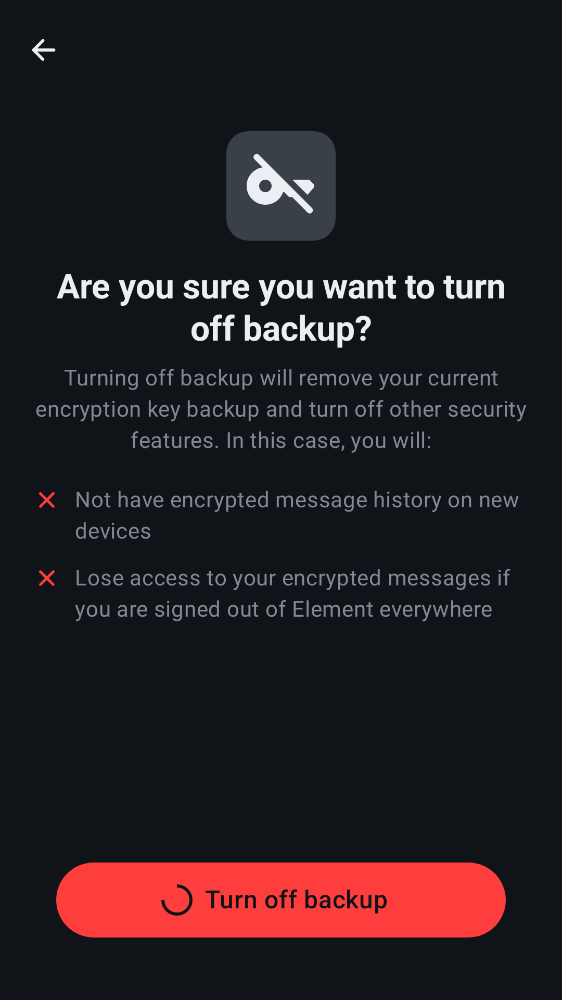 Are you sure you want to turn
off backup?
Turning off backup will remove your current
encryption key backup and turn off other security
features. In this case, you will:
Not have encrypted message history on new
devices
Lose access to your encrypted messages if
you are signed out of Element everywhere
Turn off backup